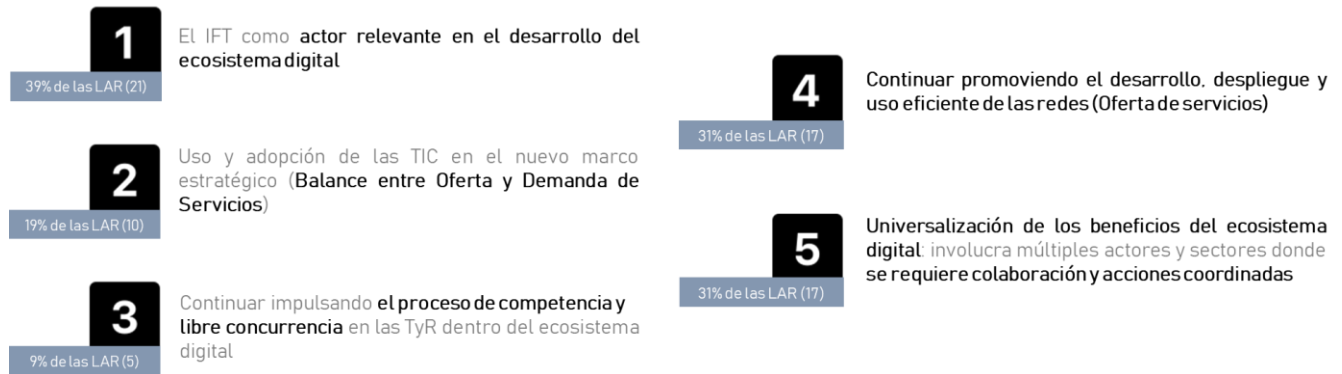 1
El IFT como actor relevante en el desarrollo del
ecosistema digital
39% de las LAR (21)
2
Uso y adopción de las TIC en el nuevo marco
estratégico (Balance entre Oferta y Demanda de
Servicios)
19% de las LAR (10)
3
Continuar impulsando el proceso de competencia y
libre concurrencia en las TyR dentro del ecosistema
digital
9% de las LAR (5)
4
Continuar promoviendo el desarrollo, despliegue y
uso eficiente de las redes (Oferta de servicios)
31% de las LAR (17)
5
Universalización de los beneficios del ecosistema
digital: involucra múltiples actores y sectores donde
se requiere colaboración y acciones coordinadas
31% de las LAR (17)